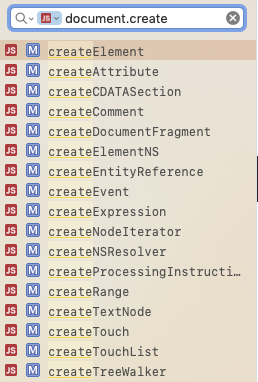 JS document.create
JS M createElement
JS M createAttribute
JS M createCDATASection
JS M createComment
JS M createDocumentFragment
JS M createElementNS
JS M createEntityReference
JS M createEvent
JS M createExpression
JS M createNodeIterator
JS M createNSResolver
JS M createProcessingInstructi…
JS M createRange
JS M createTextNode
JS M createTouch
JS M createTouchList
JS M createTreeWalker